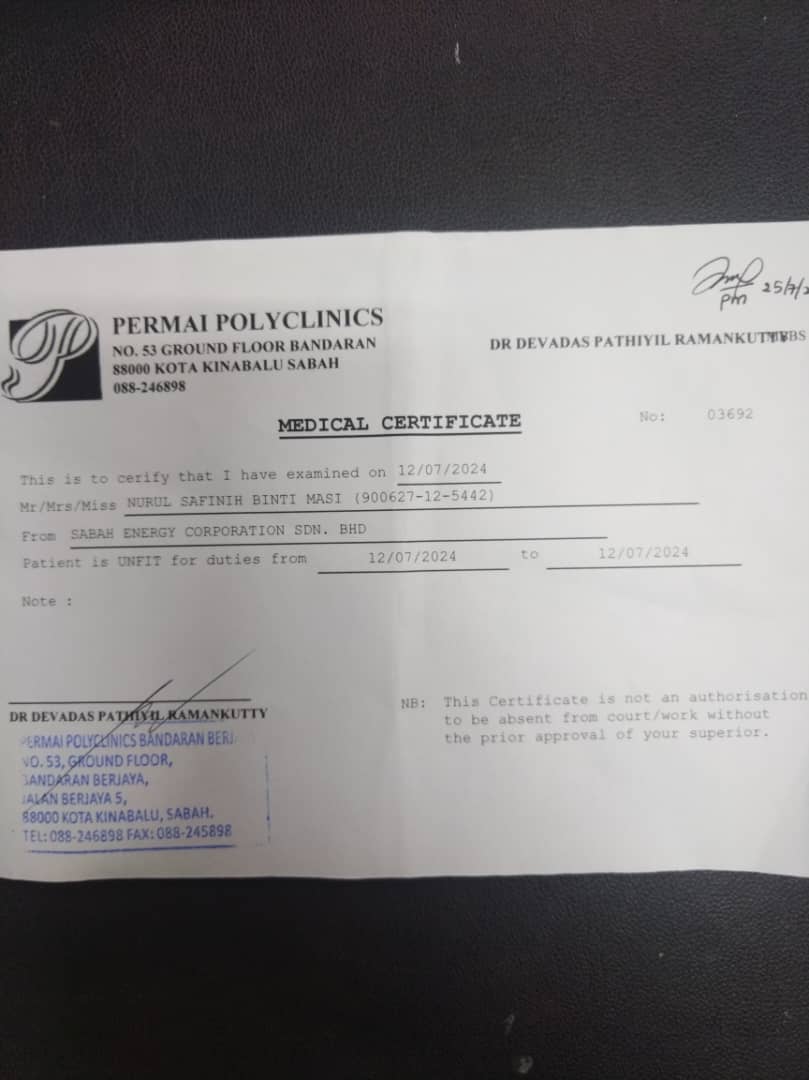 25/7/2
pm
PERMAI POLYCLINICS
NO. 53 GROUND FLOOR BANDARAN
88000 KOTA KINABALU SABAH
088-246898
DR DEVADAS PATHIYIL RAMANKUTTY MBBS
MEDICAL CERTIFICATE
No: 03692
This is to cerify that I have examined on 12/07/2024
Mr/Mrs/Miss NURUL SAFINIH BINTI MASI (900627-12-5442)
From SABAH ENERGY CORPORATION SDN. BHD
Patient is UNFIT for duties from 12/07/2024 to 12/07/2024
Note :
DR DEVADAS PATHIYIL RAMANKUTTY
PERMAI POLYCLINICS BANDARAN BERJ
NO. 53, GROUND FLOOR,
BANDARAN BERJAYA,
JALAN BERJAYA 5,
88000 KOTA KINABALU, SABAH.
TEL: 088-246898 FAX: 088-245898
NB: This Certificate is not an authorisation
to be absent from court/work without
the prior approval of your superior.